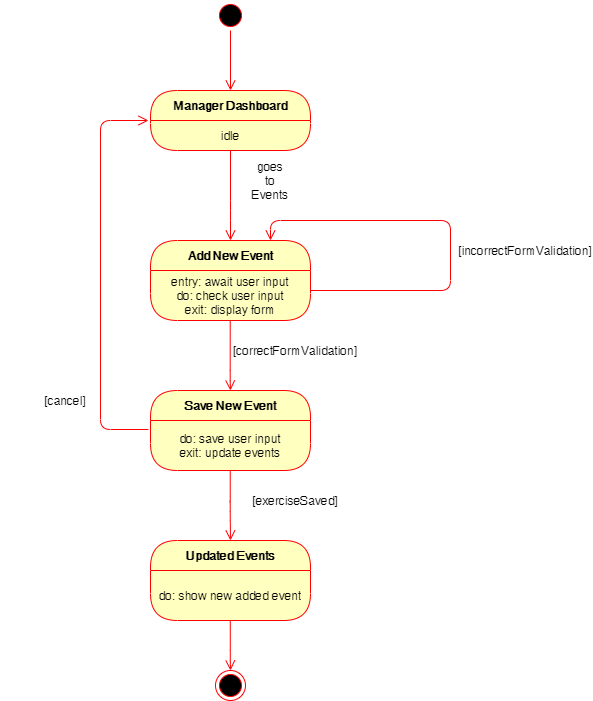 Manager Dashboard
idle
goes
to
Events
Add New Event
entry: await user input
do: check user input
exit: display form
[incorrectFormValidation]
[correctFormValidation]
[cancel]
Save New Event
do: save user input
exit: update events
[exerciseSaved]
Updated Events
do: show new added event